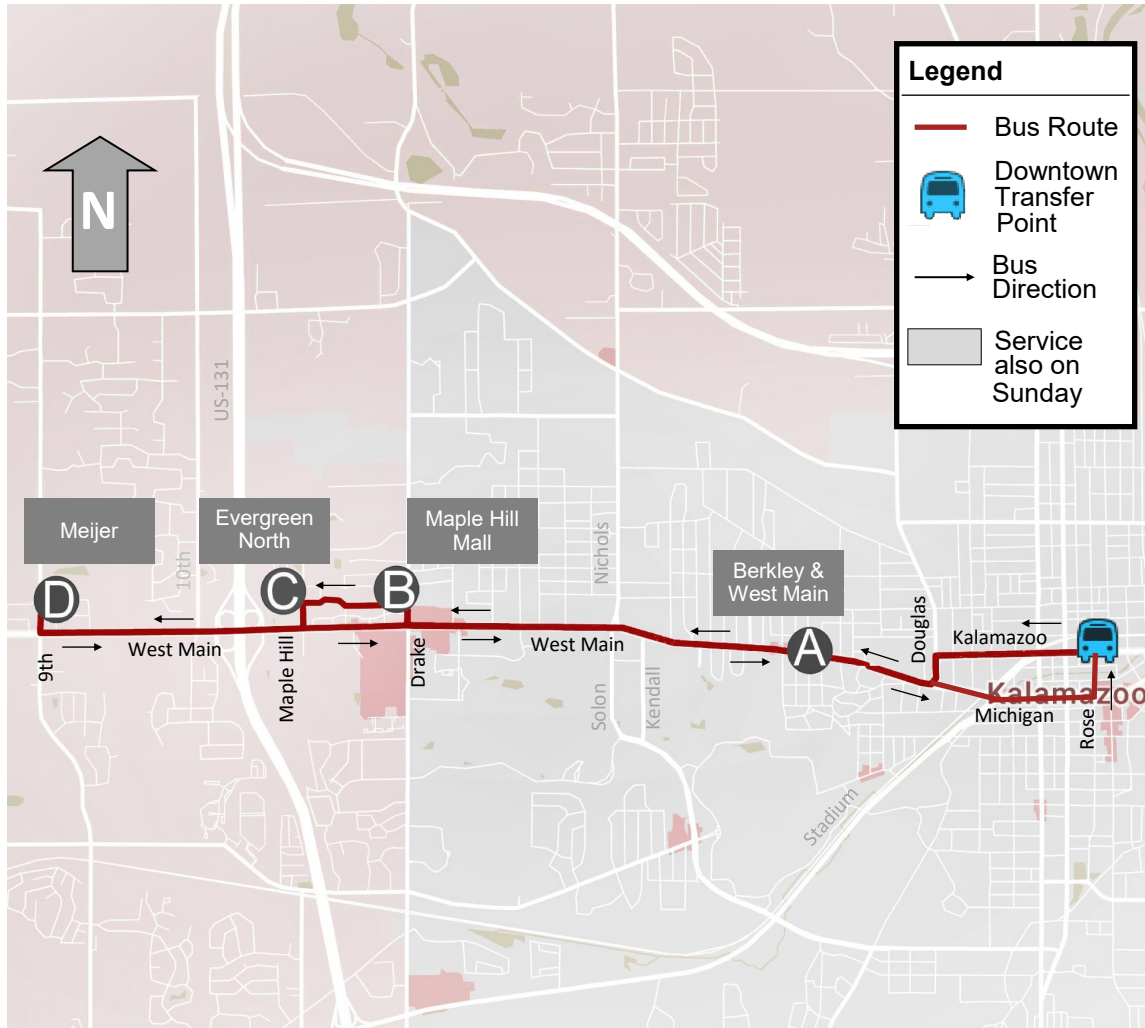 Legend
Bus Route
Downtown
Transfer
Point
Bus
Direction
Service
also on
Sunday
N
US-131
Meijer
Evergreen
North
Maple Hill
Mall
10th
Nichols
Berkley &
West Main
D
C
B
A
Douglas
Kalamazoo
9th
West Main
Maple Hill
Drake
West Main
Solon
Kendall
Kalamazoo
Michigan
Rose
Stadium